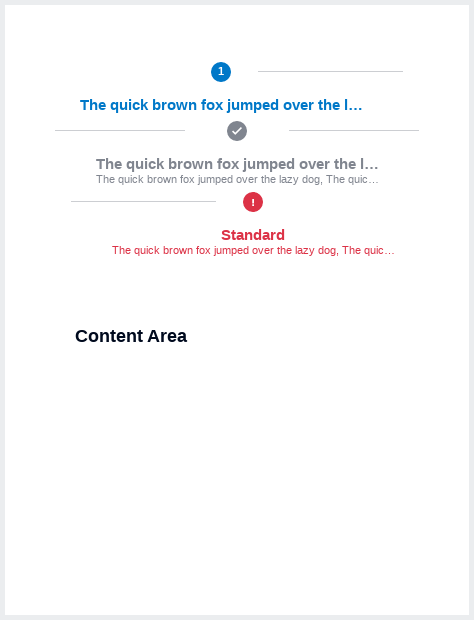 1
The quick brown fox jumped over the l…
The quick brown fox jumped over the l…
The quick brown fox jumped over the lazy dog, The quic…
!
Standard
The quick brown fox jumped over the lazy dog, The quic…
Content Area